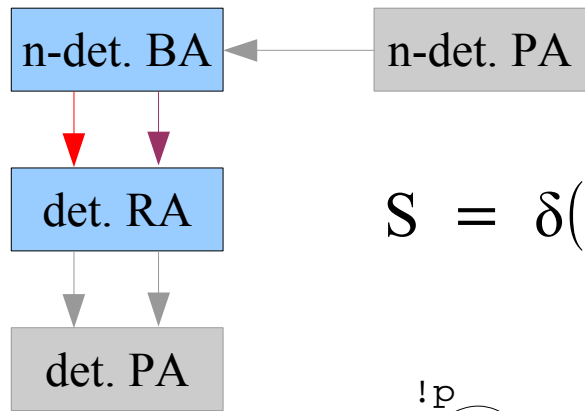 n-det. BA
n-det. PA
det. RA
S = δ(
det. PA
!p